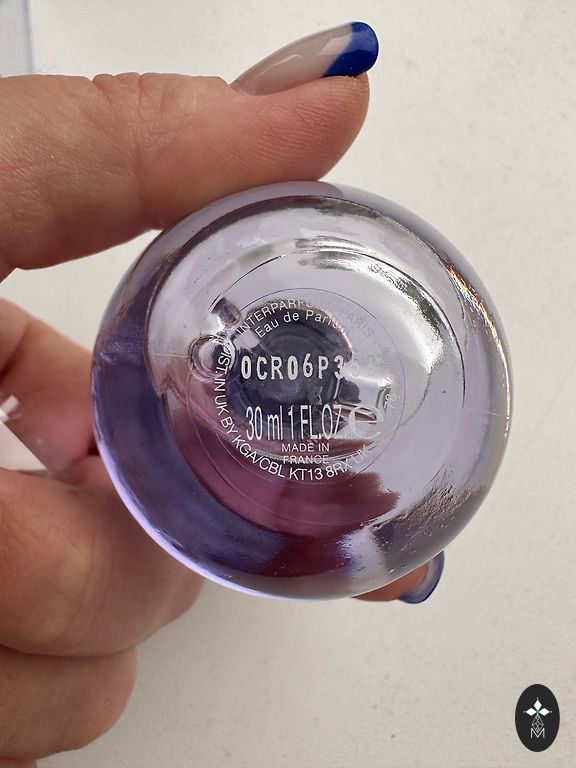 INTERPARFUMS PARIS
Eau de Parfum
0CR06P3
30 ml 1 FL.OZ. e
MADE IN
FRANCE
DIST IN UK BY KGA/CBL KT13 8RX UK
M